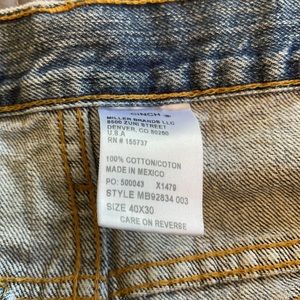 CINCH
MILLER BRANDS LLC
8500 ZUNI STREET
DENVER, CO 80260
U.S.A
RN # 155737
100% COTTON/COTON
MADE IN MEXICO
PO: 500043 X1479
STYLE MB92834 003
SIZE 40X30
CARE ON REVERSE